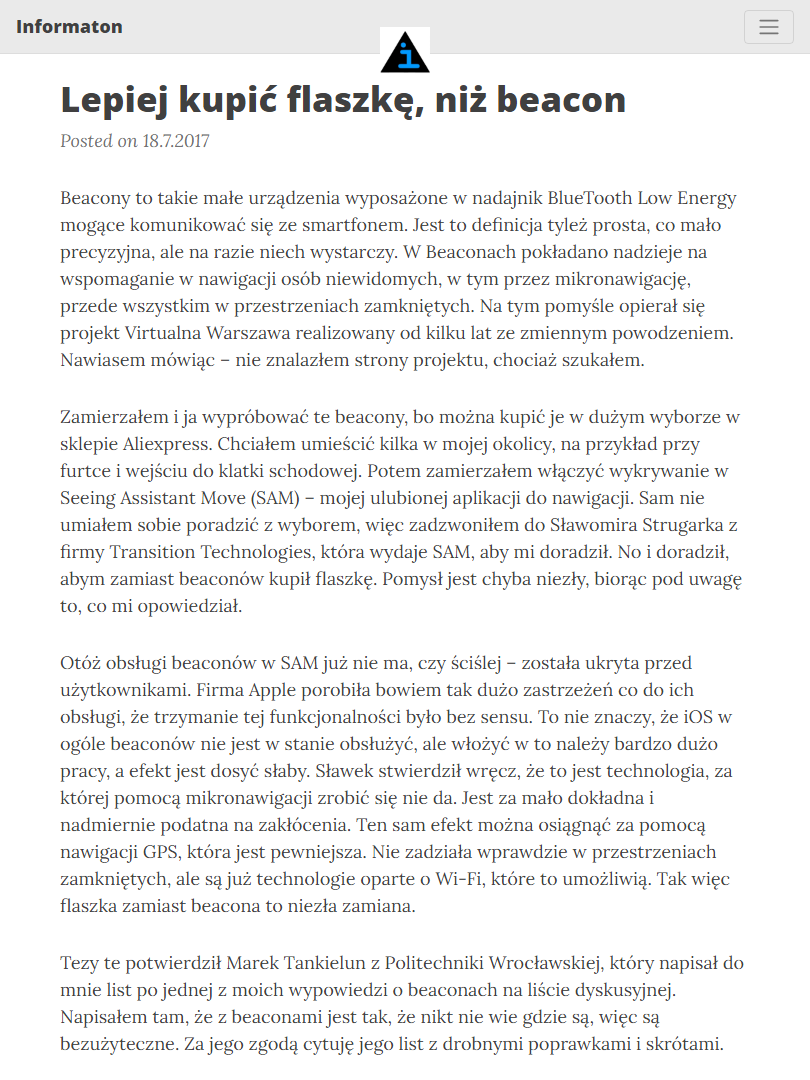 Informaton
i
Lepiej kupić flaszkę, niż beacon
Posted on 18.7.2017
Beacony to takie małe urządzenia wyposażone w nadajnik BlueTooth Low Energy
mogące komunikować się ze smartfonem. Jest to definicja tyleż prosta, co mało
precyzyjna, ale na razie niech wystarczy. W Beaconach pokładano nadzieje na
wspomaganie w nawigacji osób niewidomych, w tym przez mikronawigację,
przede wszystkim w przestrzeniach zamkniętych. Na tym pomyśle opierał się
projekt Virtualna Warszawa realizowany od kilku lat ze zmiennym powodzeniem.
Nawiasem mówiąc – nie znalazłem strony projektu, chociaż szukałem.
Zamierzałem i ja wypróbować te beacony, bo można kupić je w dużym wyborze w
sklepie Aliexpress. Chciałem umieścić kilka w mojej okolicy, na przykład przy
furtce i wejściu do klatki schodowej. Potem zamierzałem włączyć wykrywanie w
Seeing Assistant Move (SAM) – mojej ulubionej aplikacji do nawigacji. Sam nie
umiałem sobie poradzić z wyborem, więc zadzwoniłem do Sławomira Strugarka z
firmy Transition Technologies, która wydaje SAM, aby mi doradził. No i doradził,
abym zamiast beaconów kupił flaszkę. Pomysł jest chyba niezły, biorąc pod uwagę
to, co mi opowiedział.
Otóż obsługi beaconów w SAM już nie ma, czy ściślej – została ukryta przed
użytkownikami. Firma Apple porobiła bowiem tak dużo zastrzeżeń co do ich
obsługi, że trzymanie tej funkcjonalności było bez sensu. To nie znaczy, że iOS w
ogóle beaconów nie jest w stanie obsłużyć, ale włożyć w to należy bardzo dużo
pracy, a efekt jest dosyć słaby. Sławek stwierdził wręcz, że to jest technologia, za
której pomocą mikronawigacji zrobić się nie da. Jest za mało dokładna i
nadmiernie podatna na zakłócenia. Ten sam efekt można osiągnąć za pomocą
nawigacji GPS, która jest pewniejsza. Nie zadziała wprawdzie w przestrzeniach
zamkniętych, ale są już technologie oparte o Wi-Fi, które to umożliwią. Tak więc
flaszka zamiast beacona to niezła zamiana.
Tezy te potwierdził Marek Tankielun z Politechniki Wrocławskiej, który napisał do
mnie list po jednej z moich wypowiedzi o beaconach na liście dyskusyjnej.
Napisałem tam, że z beaconami jest tak, że nikt nie wie gdzie są, więc są
bezużyteczne. Za jego zgodą cytuję jego list z drobnymi poprawkami i skrótami.